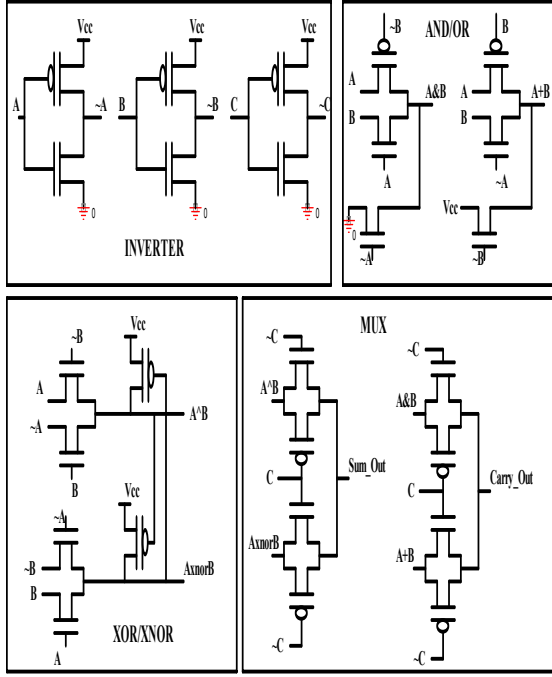 Vcc Vcc Vcc
A ~A B ~B C ~C
0 0 0
INVERTER
~B B
AND/OR
A A
A&B A+B
B B
A ~A
Vcc
0
~A ~B
Vcc
~B
A
A^B
~A
B
Vcc
~A
~B
AxnorB
B
A
XOR/XNOR
MUX
~C ~C
A^B A&B
C Sum_Out C Carry_Out
AxnorB A+B
~C ~C